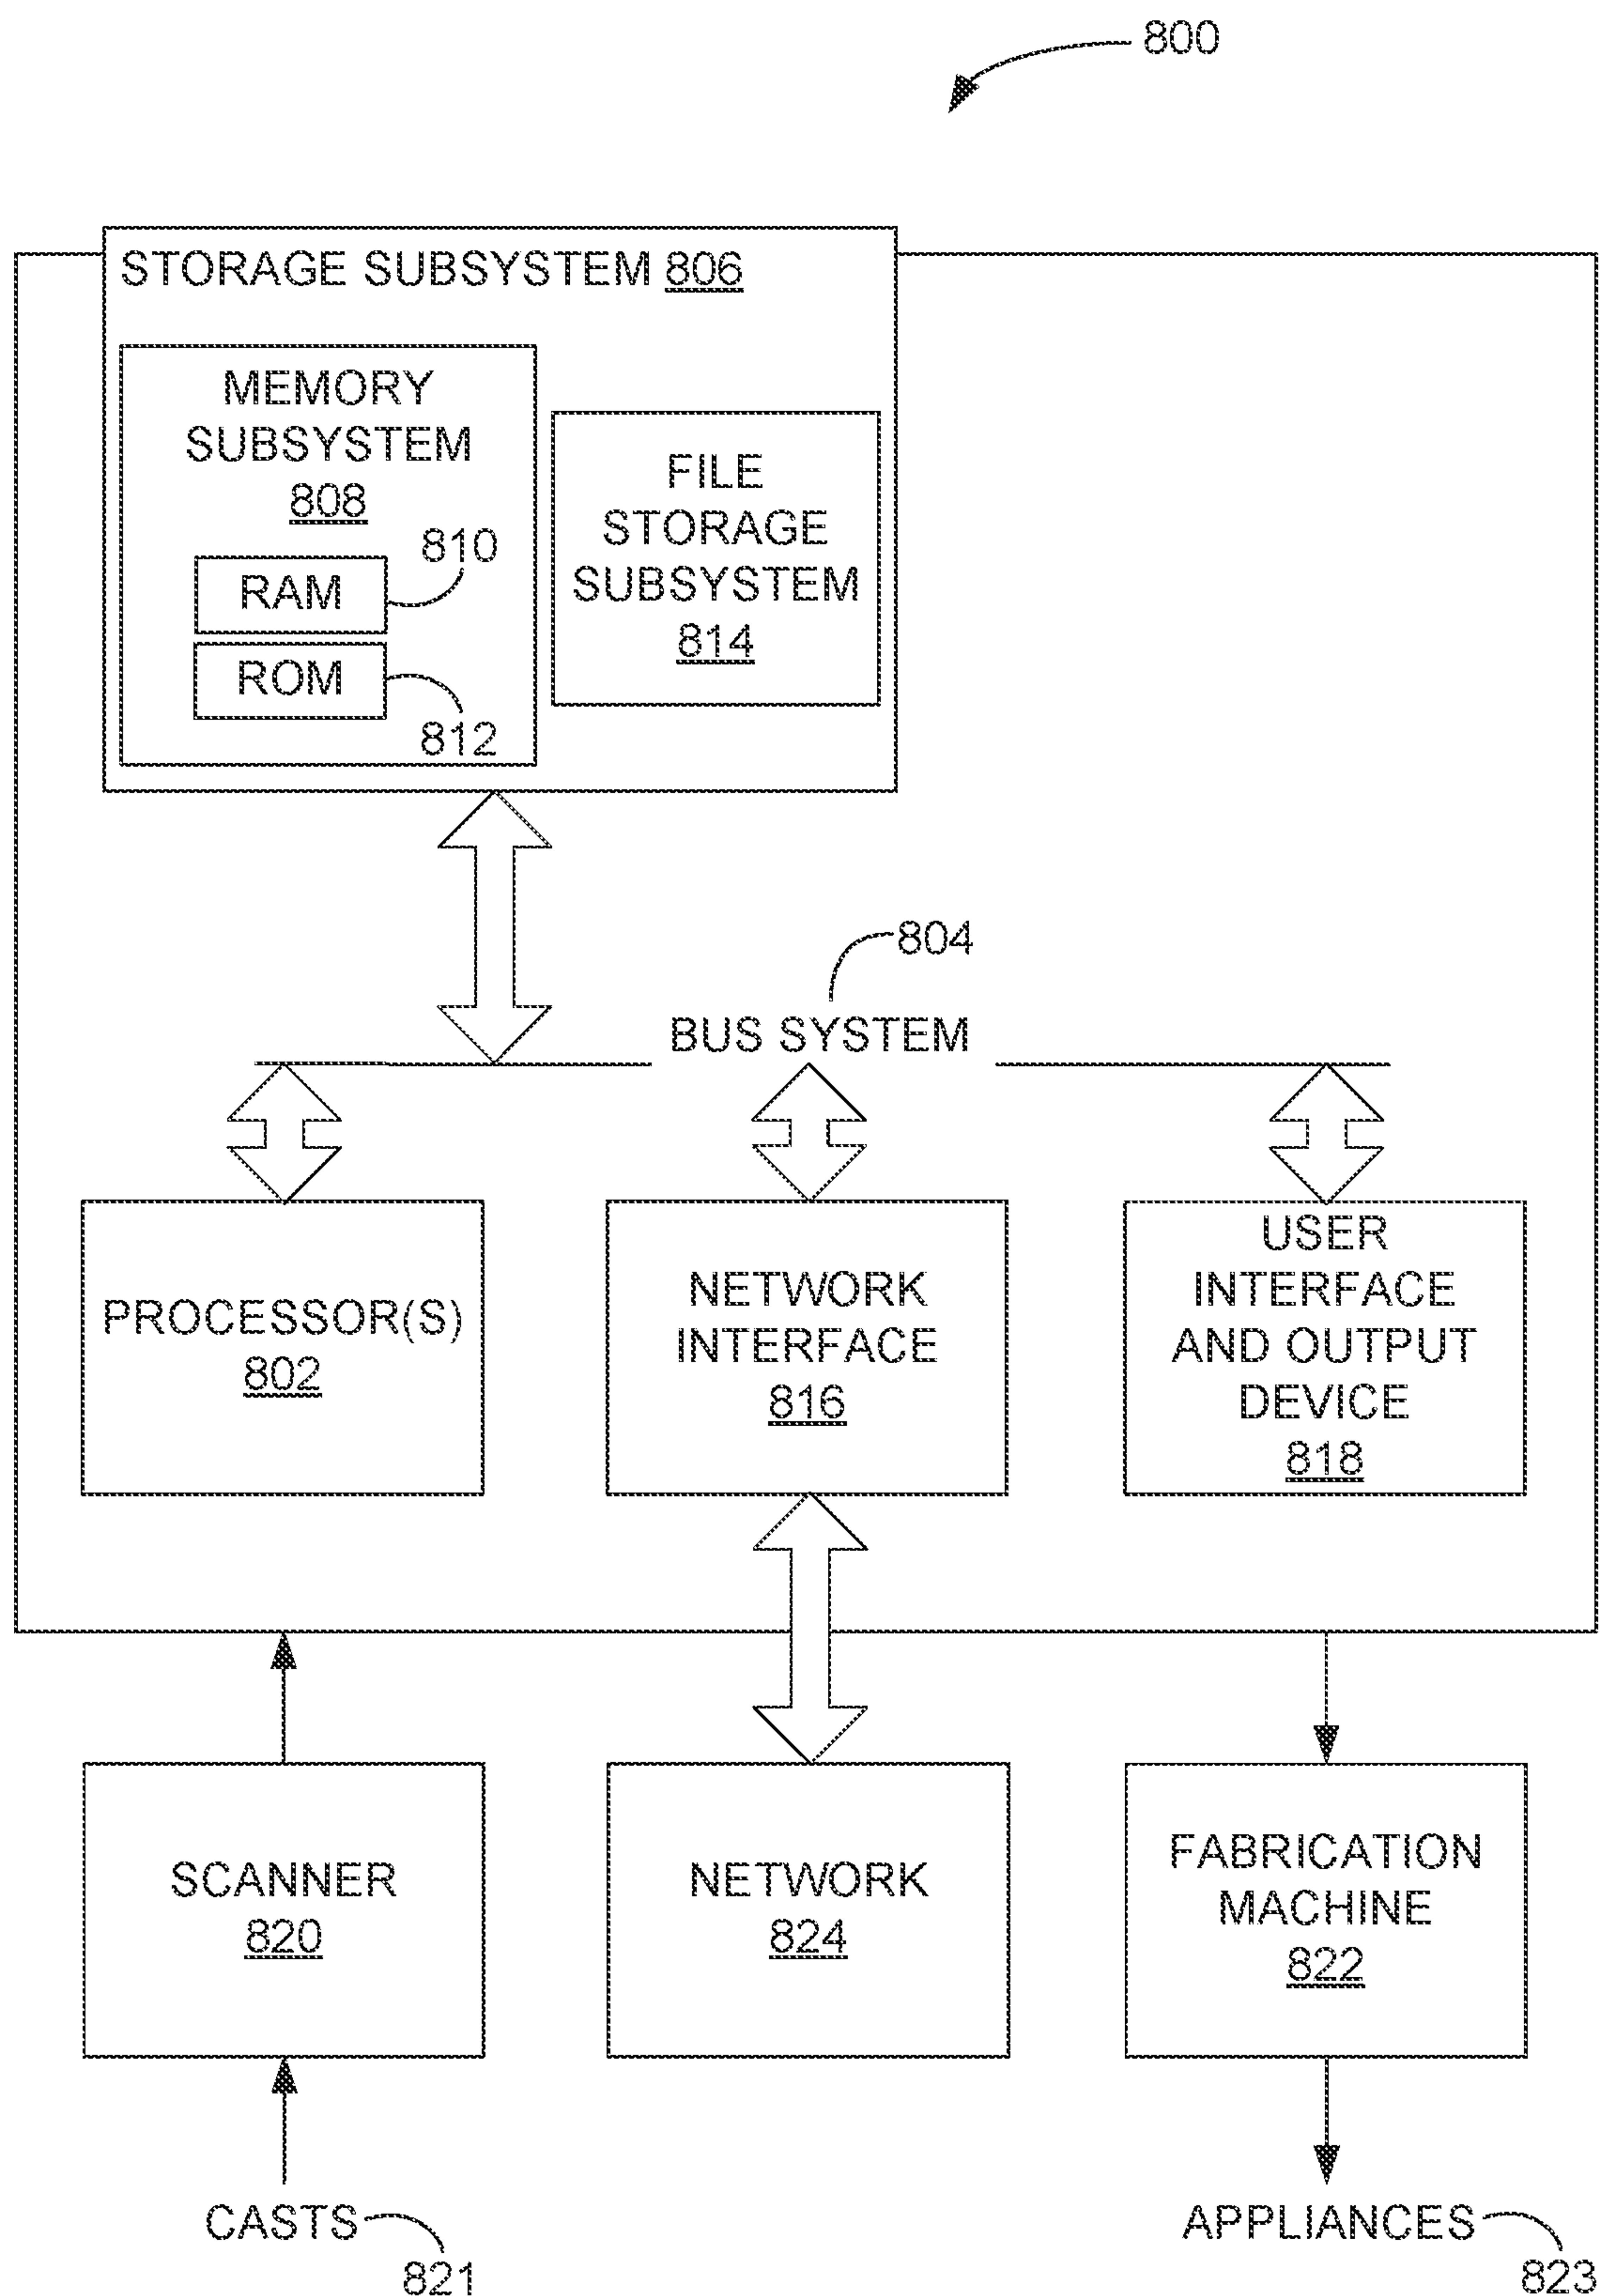 800
STORAGE SUBSYSTEM 806
MEMORY
SUBSYSTEM
808
810
RAM
ROM
812
FILE
STORAGE
SUBSYSTEM
814
804
BUS SYSTEM
PROCESSOR(S)
802
NETWORK
INTERFACE
816
USER
INTERFACE
AND OUTPUT
DEVICE
818
SCANNER
820
NETWORK
824
FABRICATION
MACHINE
822
CASTS
821
APPLIANCES
823